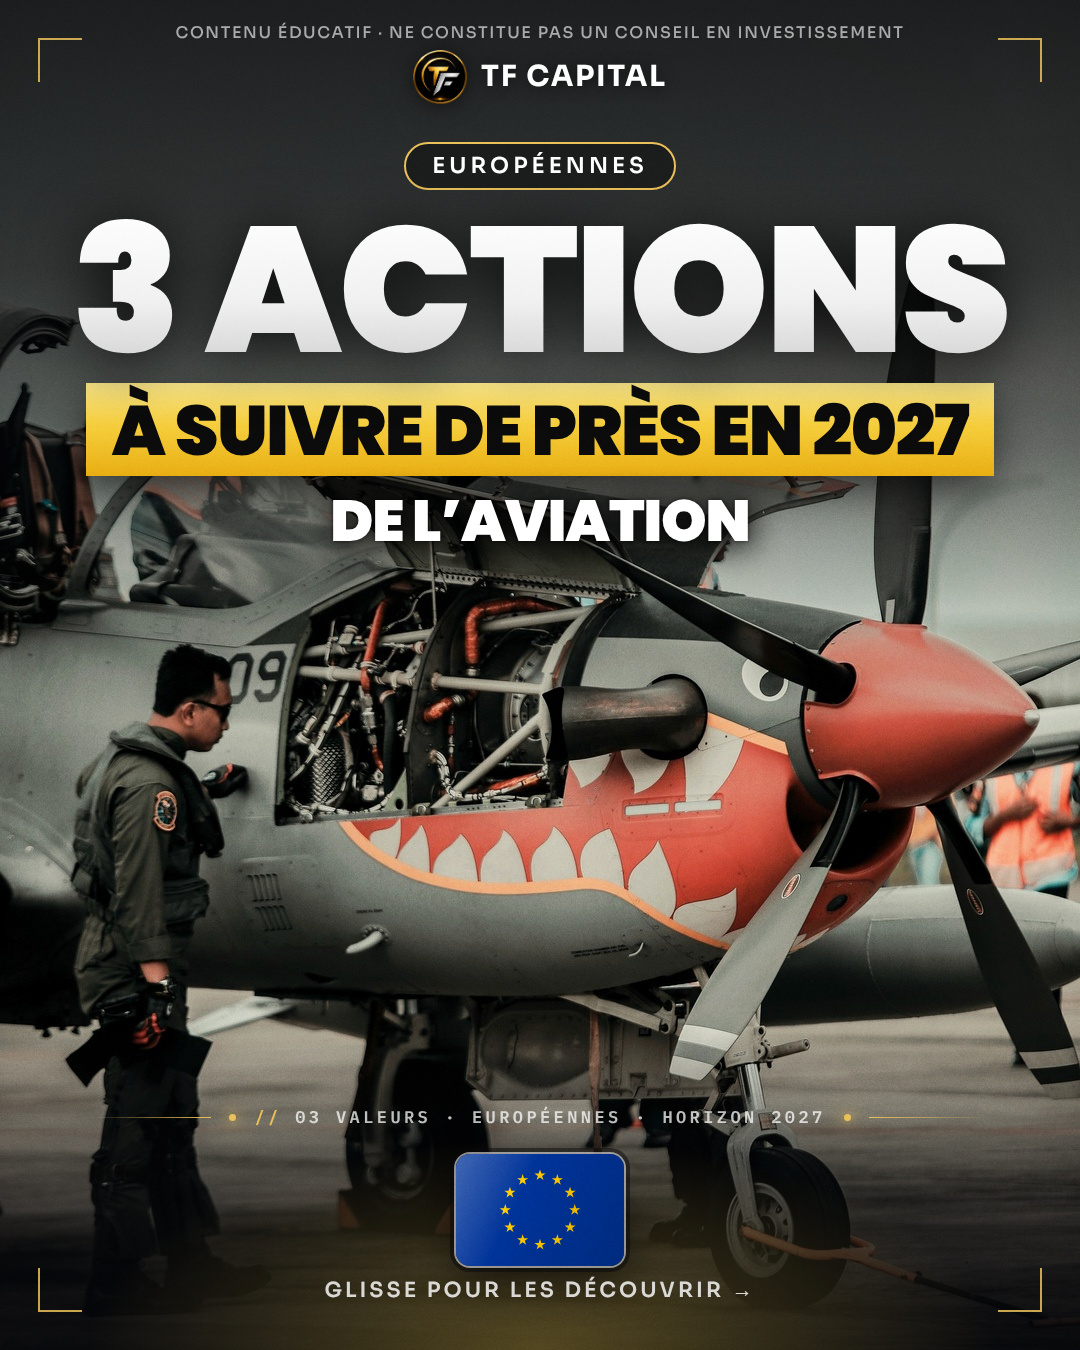 CONTENU ÉDUCATIF · NE CONSTITUE PAS UN CONSEIL EN INVESTISSEMENT
TF TF CAPITAL
EUROPÉENNES
3 ACTIONS
À SUIVRE DE PRÈS EN 2027
DE L’AVIATION
09
// 03 VALEURS · EUROPÉENNES · HORIZON 2027
GLISSE POUR LES DÉCOUVRIR →